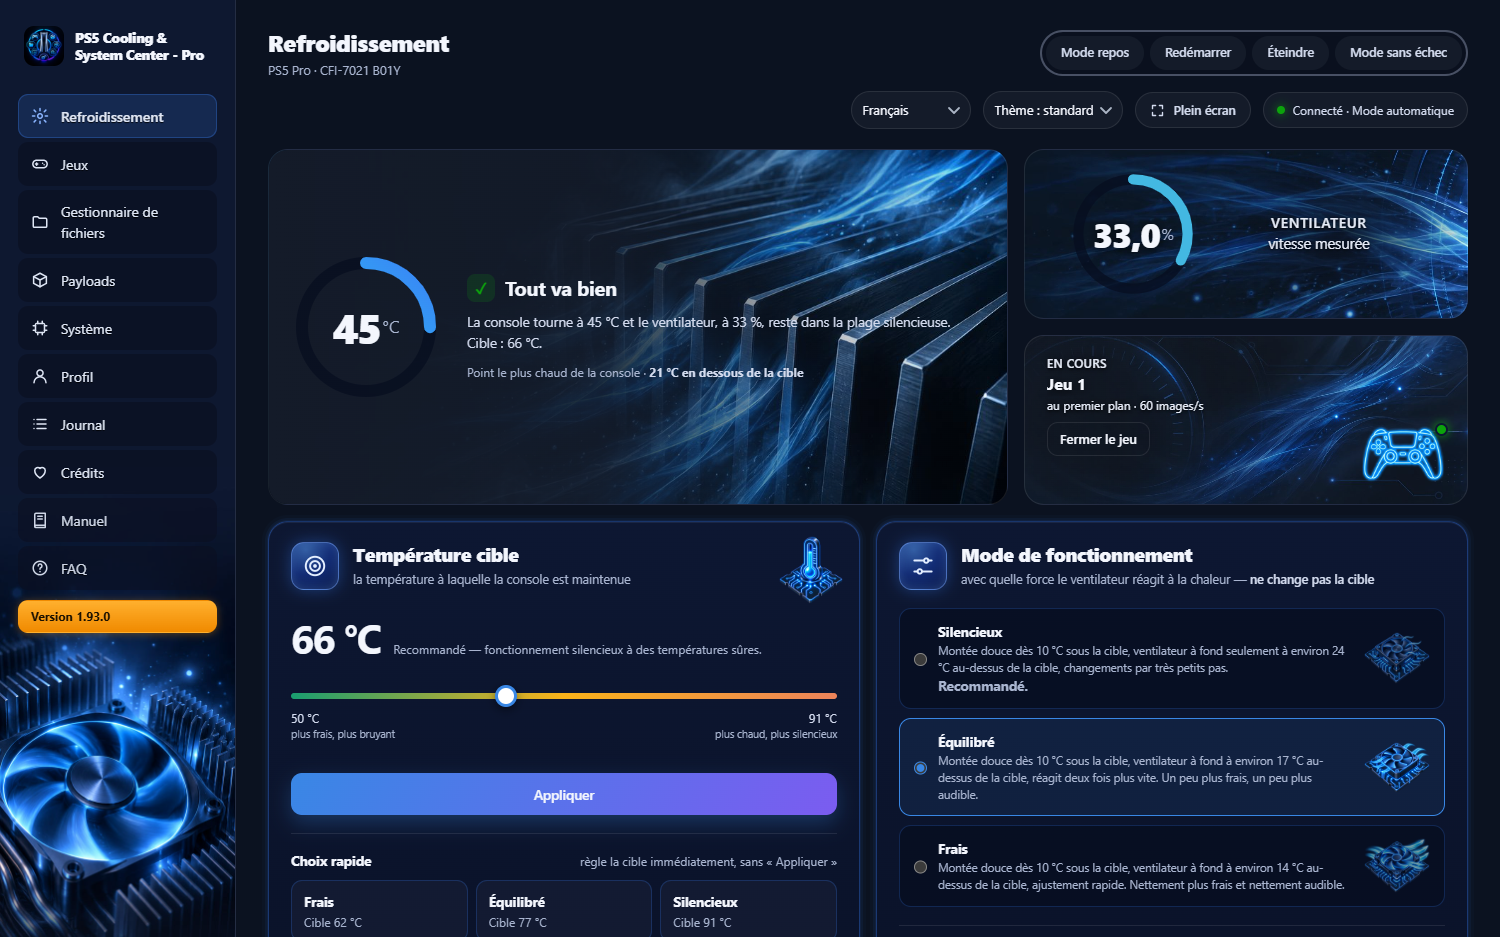 PS5 Cooling &
System Center - Pro
Refroidissement
Jeux
Gestionnaire de
fichiers
Payloads
Système
Profil
Journal
Crédits
Manuel
FAQ
Version 1.93.0
Refroidissement
PS5 Pro · CFI-7021 B01Y
Mode repos
Redémarrer
Éteindre
Mode sans échec
Français
Thème : standard
Plein écran
Connecté · Mode automatique
45 °C
✓ Tout va bien
La console tourne à 45 °C et le ventilateur, à 33 %, reste dans la plage silencieuse.
Cible : 66 °C.
Point le plus chaud de la console · 21 °C en dessous de la cible
33,0 %
VENTILATEUR
vitesse mesurée
EN COURS
Jeu 1
au premier plan · 60 images/s
Fermer le jeu
Température cible
la température à laquelle la console est maintenue
66 °C Recommandé — fonctionnement silencieux à des températures sûres.
50 °C
plus frais, plus bruyant
91 °C
plus chaud, plus silencieux
Appliquer
Choix rapide
règle la cible immédiatement, sans « Appliquer »
Frais
Cible 62 °C
Équilibré
Cible 77 °C
Silencieux
Cible 91 °C
Mode de fonctionnement
avec quelle force le ventilateur réagit à la chaleur — ne change pas la cible
Silencieux
Montée douce dès 10 °C sous la cible, ventilateur à fond seulement à environ 24
°C au-dessus de la cible, changements par très petits pas.
Recommandé.
Équilibré
Montée douce dès 10 °C sous la cible, ventilateur à fond à environ 17 °C au-
dessus de la cible, réagit deux fois plus vite. Un peu plus frais, un peu plus
audible.
Frais
Montée douce dès 10 °C sous la cible, ventilateur à fond à environ 14 °C au-
dessus de la cible, ajustement rapide. Nettement plus frais et nettement audible.